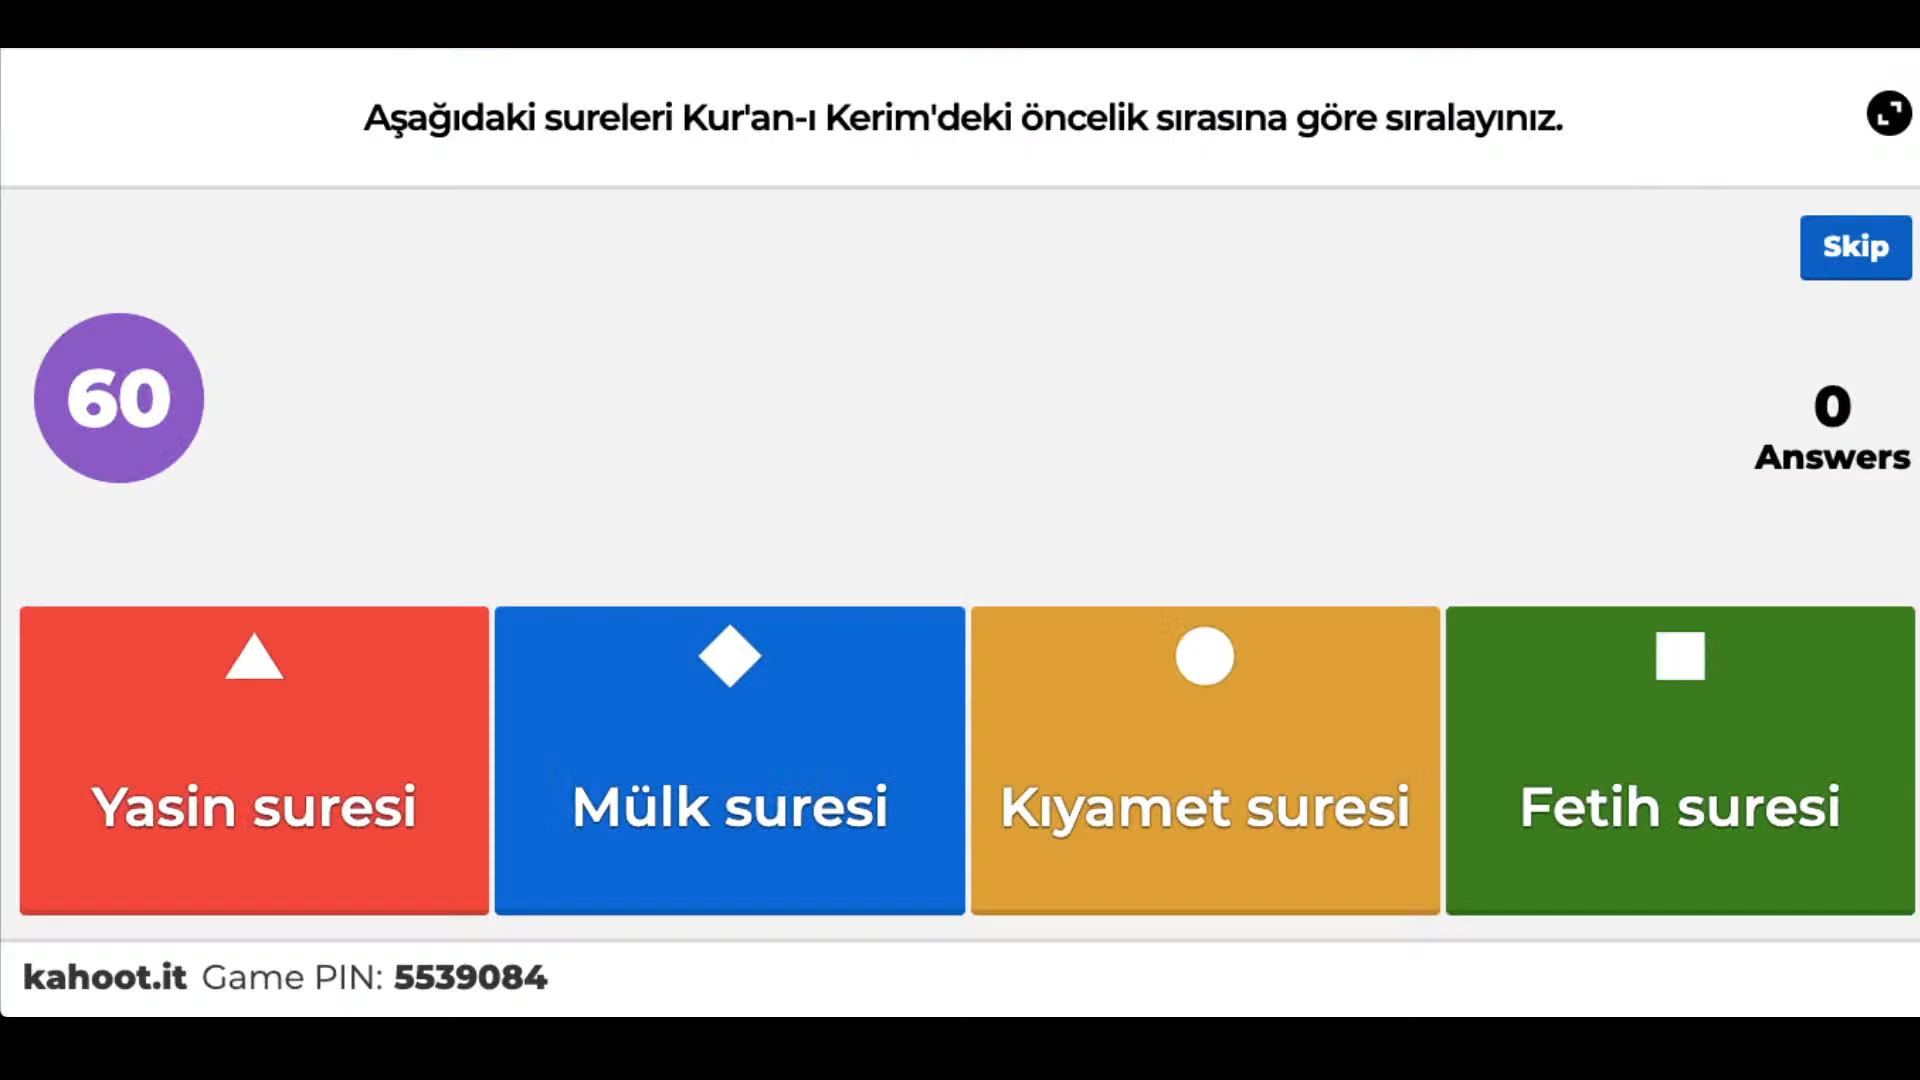 Aşağıdaki sureleri Kur'an-ı Kerim'deki öncelik sırasına göre sıralayınız.
Skip
60
0
Answers
Yasin suresi
Mülk suresi
Kıyamet suresi
Fetih suresi
kahoot.it Game PIN: 5539084